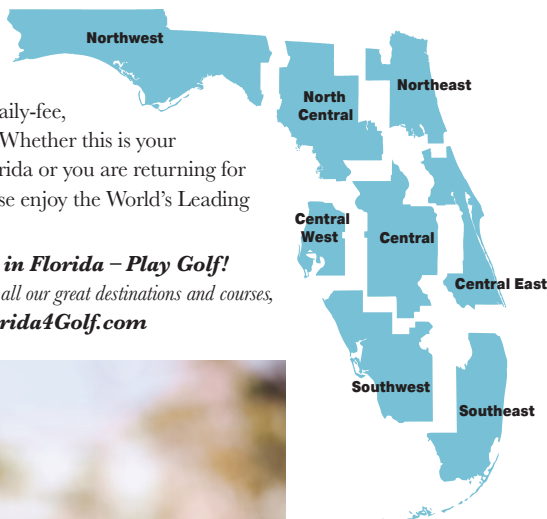 Northwest
North
Central
Northeast
aily-fee,
Whether this is your
rida or you are returning for
se enjoy the World's Leading
in Florida – Play Golf!
all our great destinations and courses,
rida4Golf.com
Central
West
Central
Central East
Southwest
Southeast